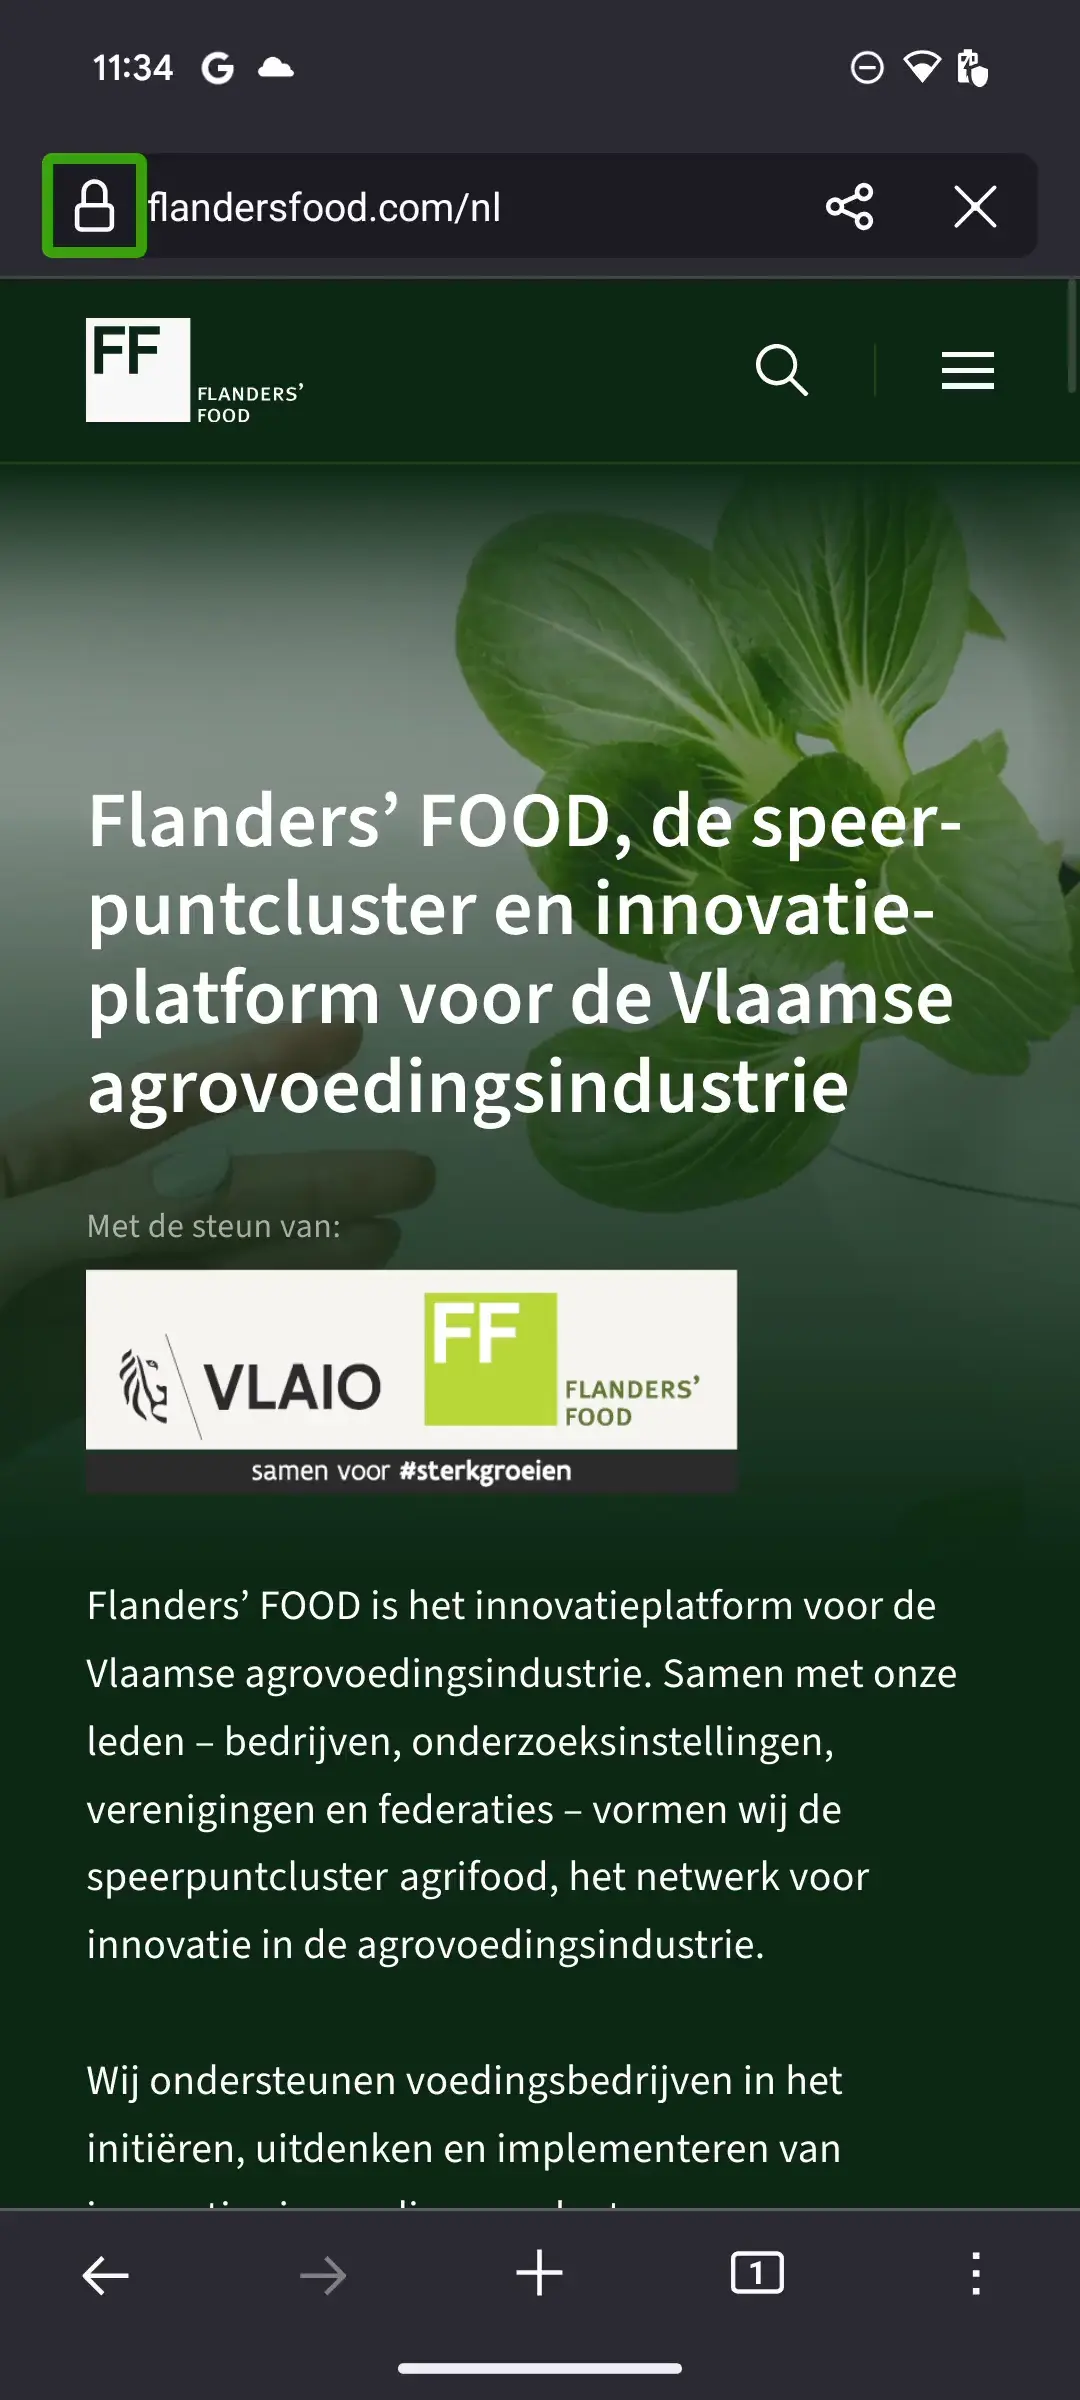 11:34
flandersfood.com/nl
FF
FLANDERS'
FOOD
Flanders’ FOOD, de speer-
puntcluster en innovatie-
platform voor de Vlaamse
agrovoedingsindustrie
Met de steun van:
VLAIO
FF
FLANDERS'
FOOD
samen voor #sterkgroeien
Flanders’ FOOD is het innovatieplatform voor de
Vlaamse agrovoedingsindustrie. Samen met onze
leden – bedrijven, onderzoeksinstellingen,
verenigingen en federaties – vormen wij de
speerpuntcluster agrifood, het netwerk voor
innovatie in de agrovoedingsindustrie.
Wij ondersteunen voedingsbedrijven in het
initiëren, uitdenken en implementeren van
1